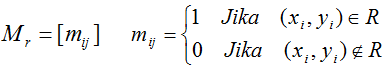 M_r = [m_ij]   m_ij = { 1   Jika   (x_i, y_i) ∈ R
0   Jika   (x_i, y_i) ∉ R